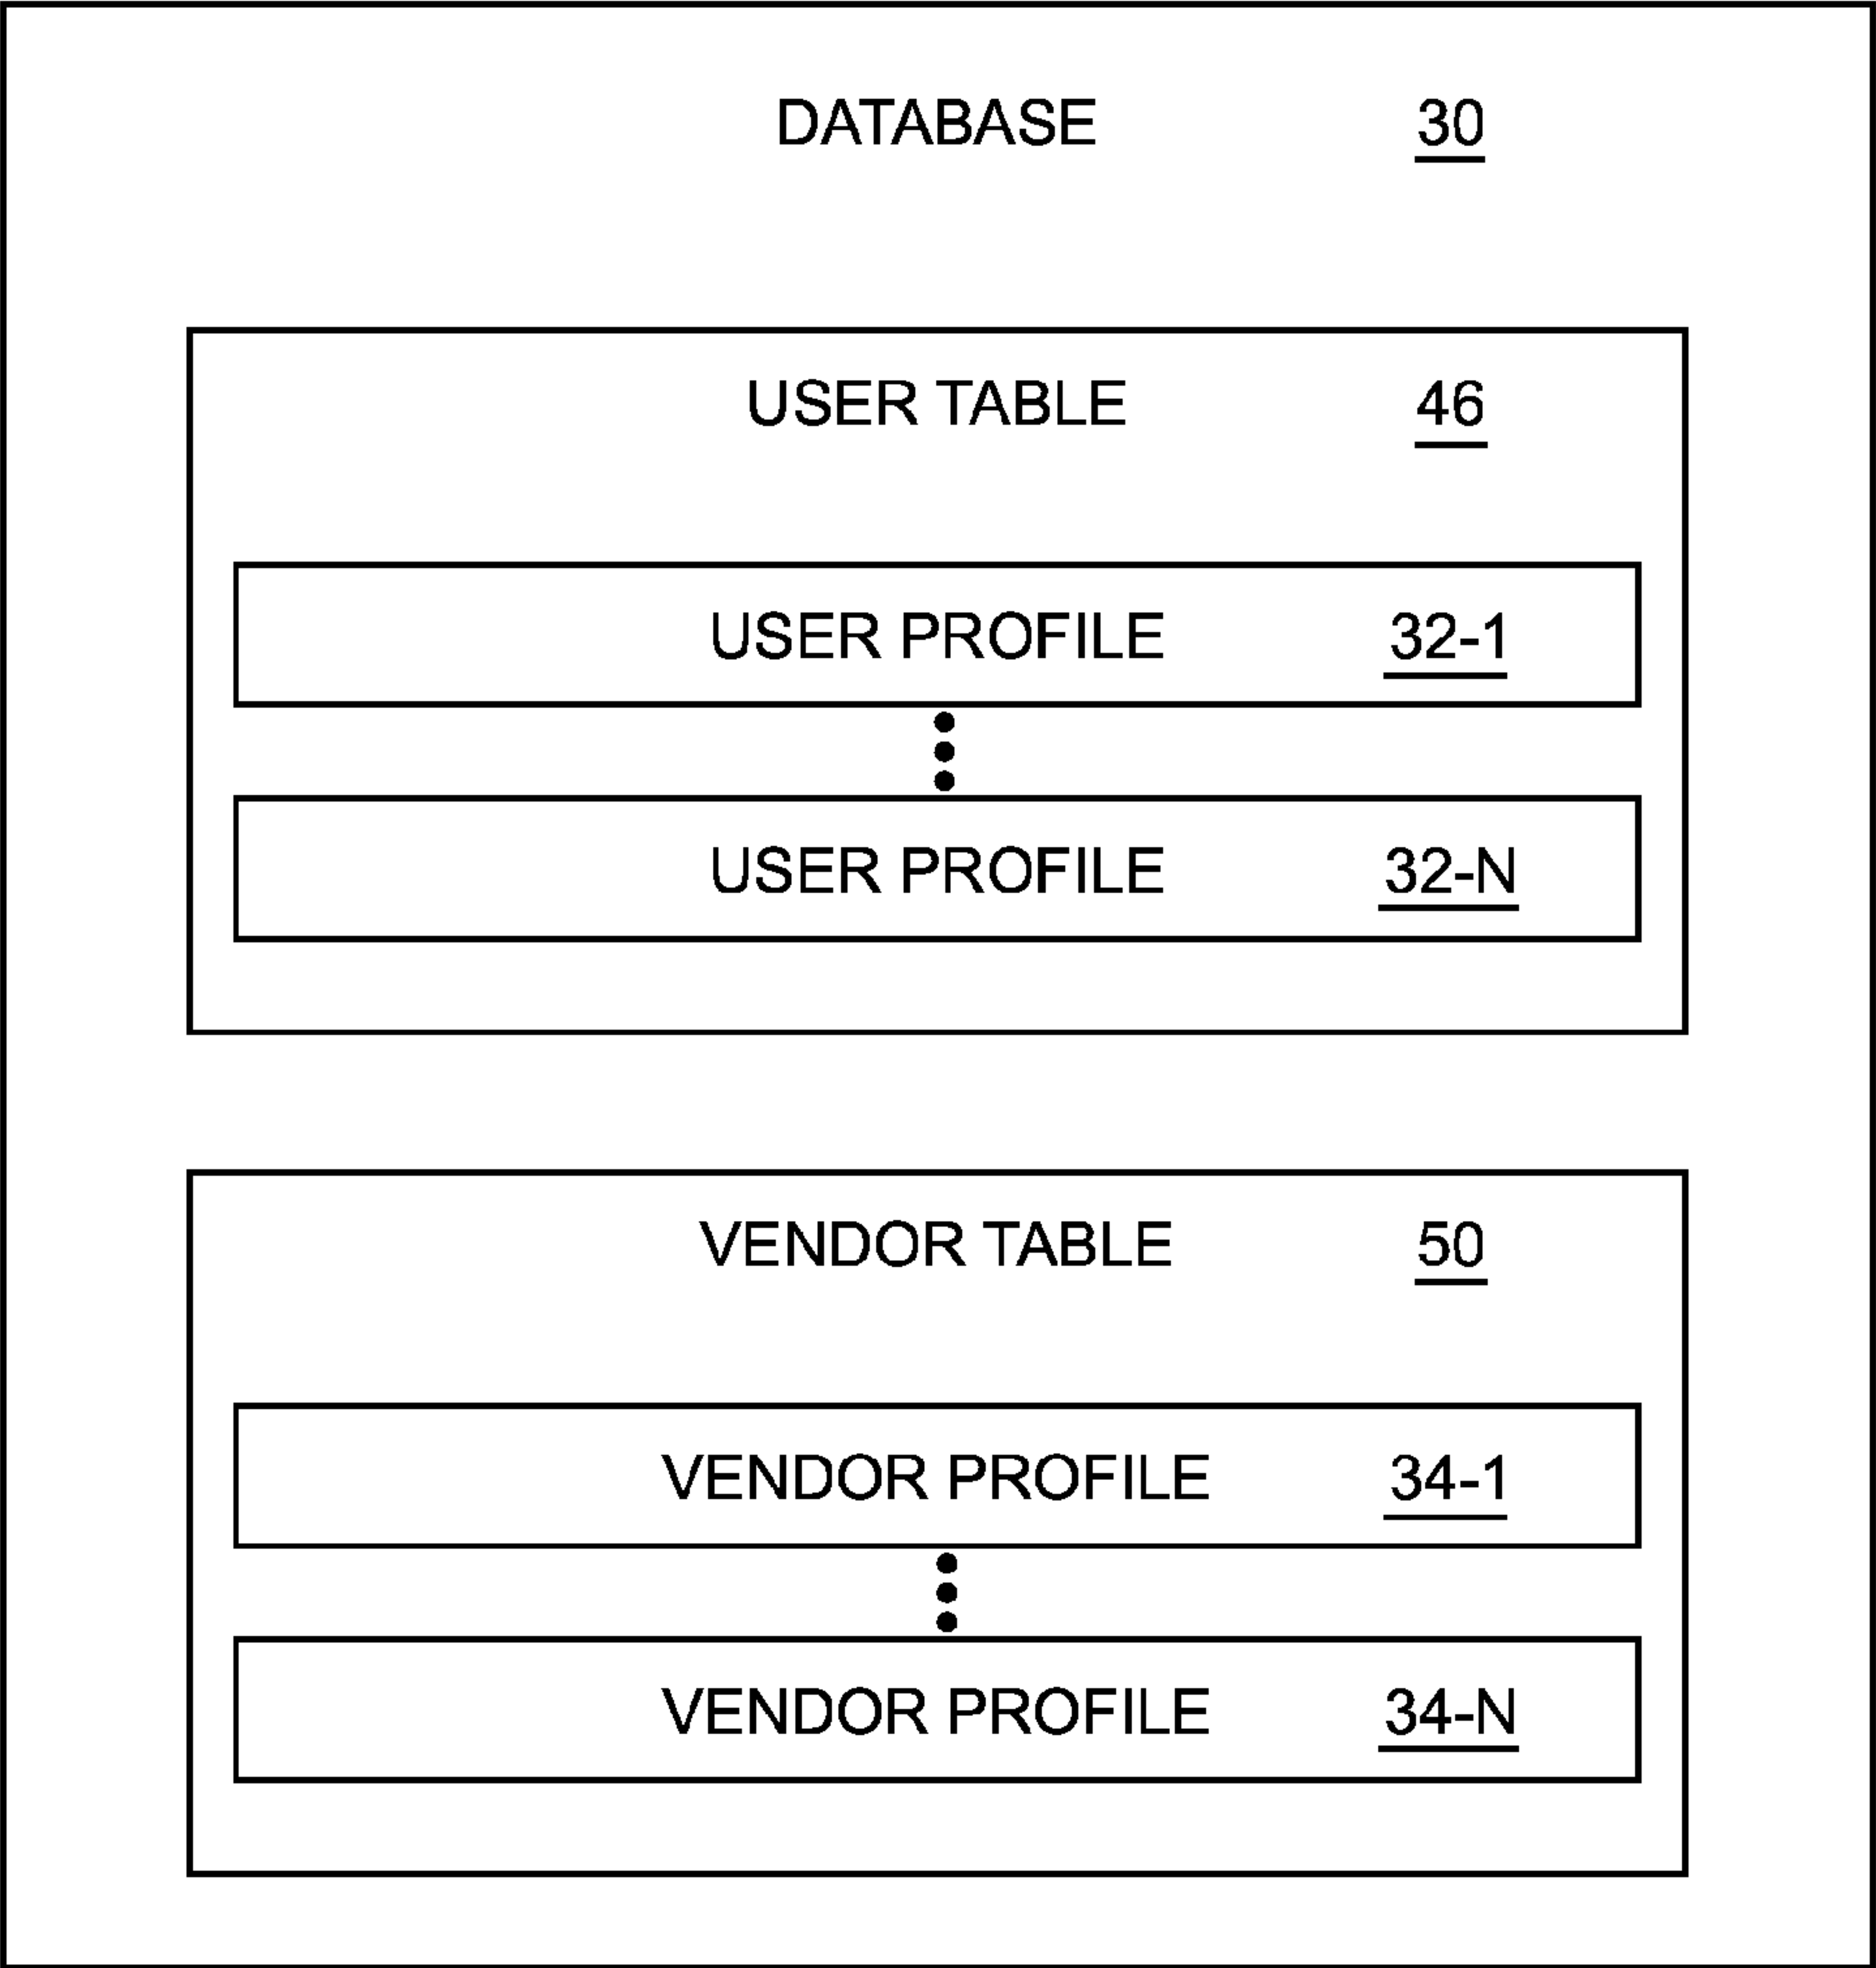 DATABASE 30
USER TABLE 46
USER PROFILE 32-1
USER PROFILE 32-N
VENDOR TABLE 50
VENDOR PROFILE 34-1
VENDOR PROFILE 34-N